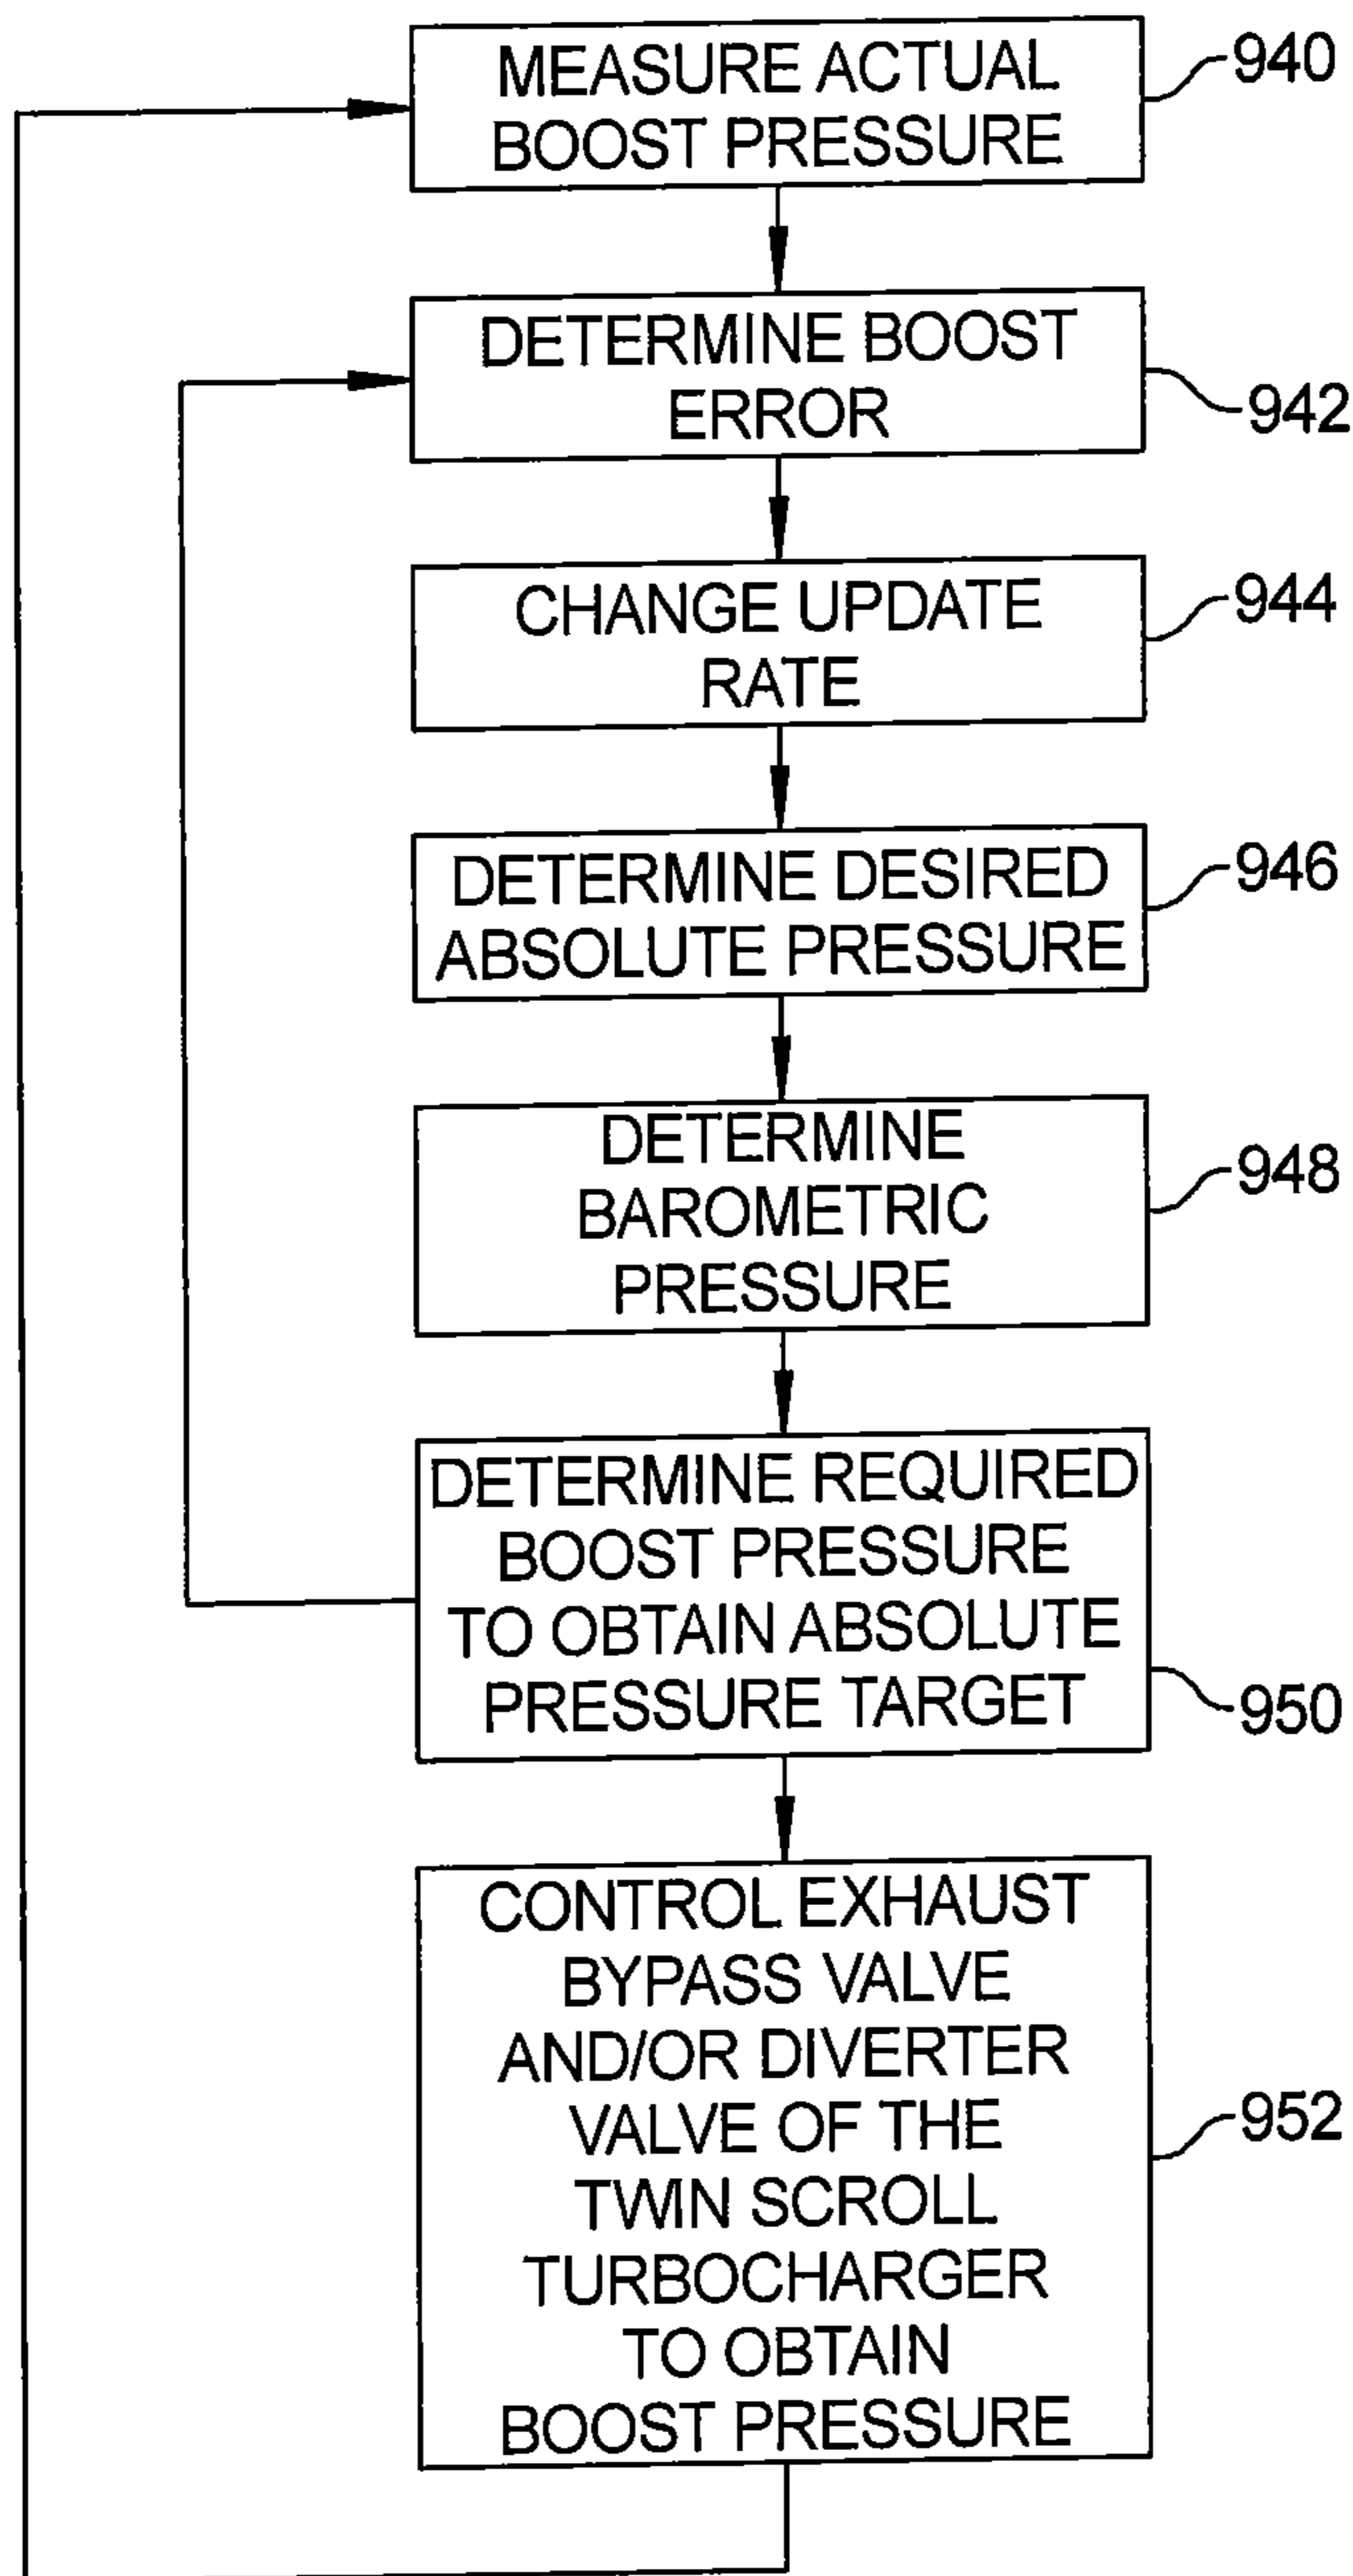 MEASURE ACTUAL
BOOST PRESSURE
940
DETERMINE BOOST
ERROR
942
CHANGE UPDATE
RATE
944
DETERMINE DESIRED
ABSOLUTE PRESSURE
946
DETERMINE
BAROMETRIC
PRESSURE
948
DETERMINE REQUIRED
BOOST PRESSURE
TO OBTAIN ABSOLUTE
PRESSURE TARGET
950
CONTROL EXHAUST
BYPASS VALVE
AND/OR DIVERTER
VALVE OF THE
TWIN SCROLL
TURBOCHARGER
TO OBTAIN
BOOST PRESSURE
952